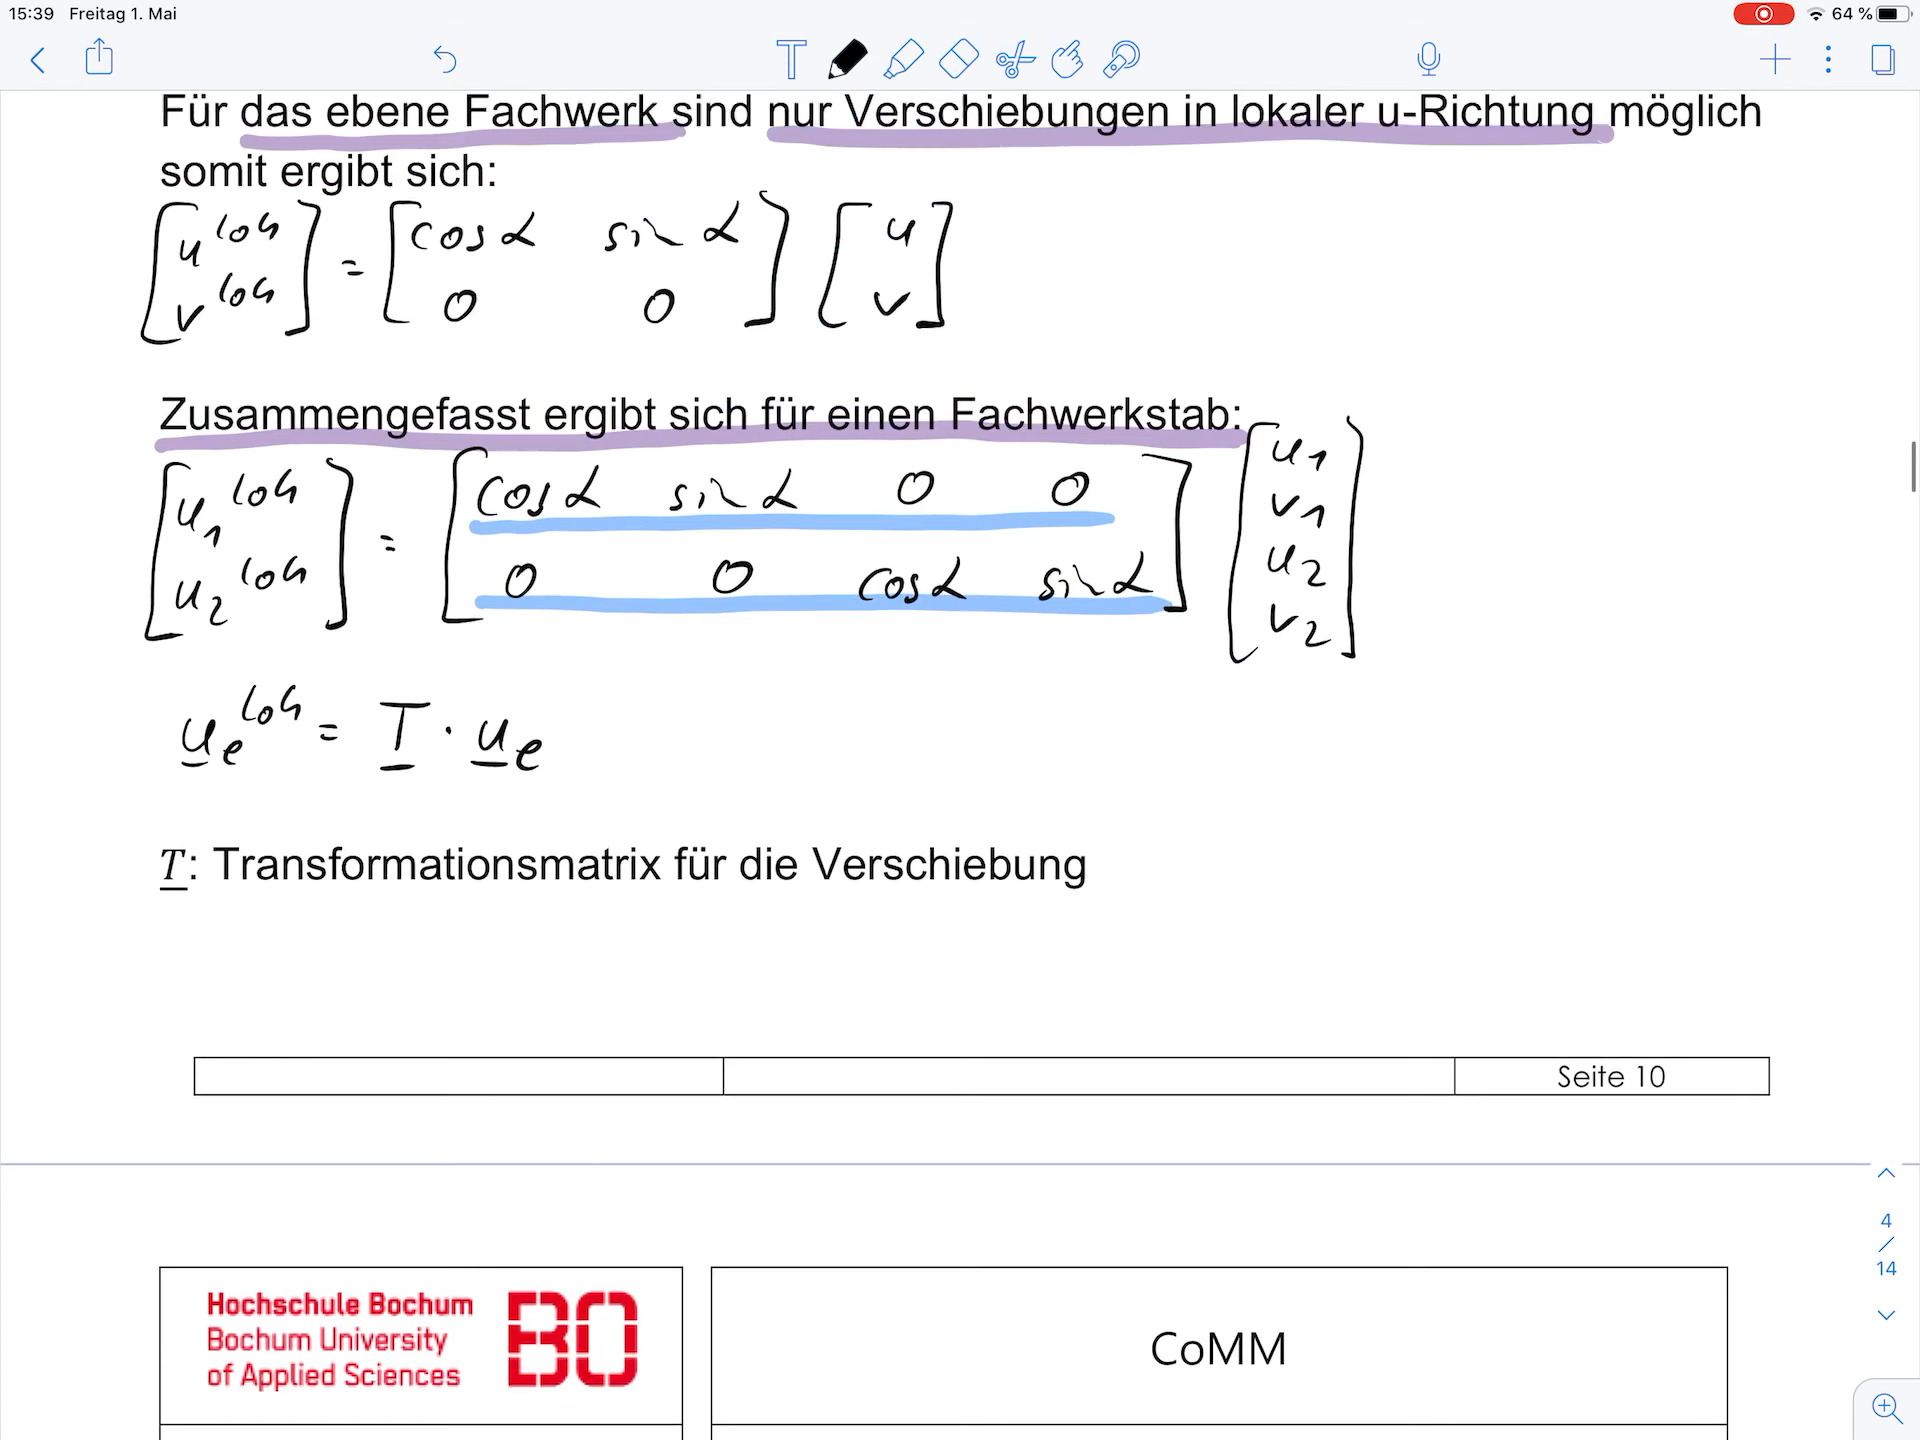 15:39 Freitag 1. Mai 64 %
Für das ebene Fachwerk sind nur Verschiebungen in lokaler u-Richtung möglich
somit ergibt sich:
[u^lok v^lok] = [cos α sin α 0 0] [u v]
Zusammengefasst ergibt sich für einen Fachwerkstab:
[u₁^lok u₂^lok] = [cos α sin α 0 0 0 0 cos α sin α] [u₁ v₁ u₂ v₂]
u_e^lok = T · u_e
T: Transformationsmatrix für die Verschiebung
Seite 10
4
/
14
Hochschule Bochum
Bochum University
of Applied Sciences
BO
CoMM